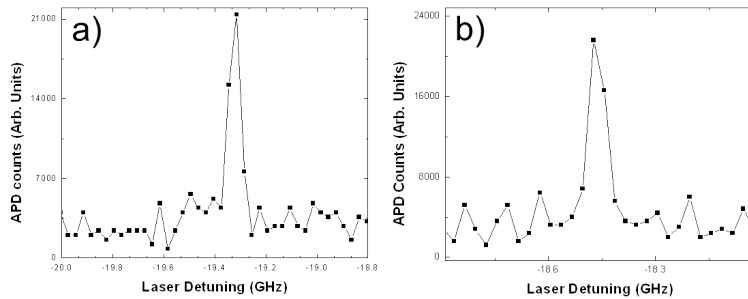 a)
APD counts (Arb. Units)
21000
14000
7000
0
-20.0 -19.8 -19.6 -19.4 -19.2 -19.0 -18.8
Laser Detuning (GHz)
b)
APD Counts (Arb. Units)
24000
16000
8000
0
-18.6 -18.3
Laser Detuning (GHz)